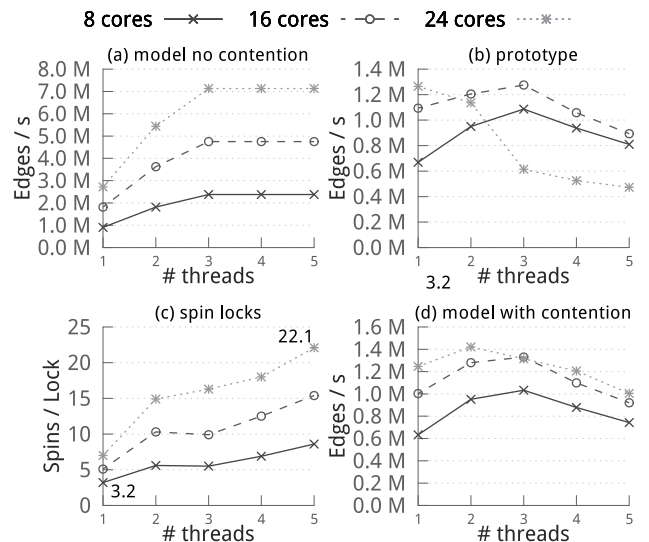 8 cores 16 cores 24 cores
(a) model no contention
8.0 M
7.0 M
6.0 M
5.0 M
4.0 M
3.0 M
2.0 M
1.0 M
0.0 M
Edges / s
1 2 3 4 5
# threads
(b) prototype
1.4 M
1.2 M
1.0 M
0.8 M
0.6 M
0.4 M
0.2 M
0.0 M
Edges / s
1 2 3 4 5
# threads
3.2
(c) spin locks
25
20
15
10
5
0
Spins / Lock
22.1
3.2
1 2 3 4 5
# threads
(d) model with contention
1.6 M
1.4 M
1.2 M
1.0 M
0.8 M
0.6 M
0.4 M
0.2 M
0.0 M
Edges / s
1 2 3 4 5
# threads